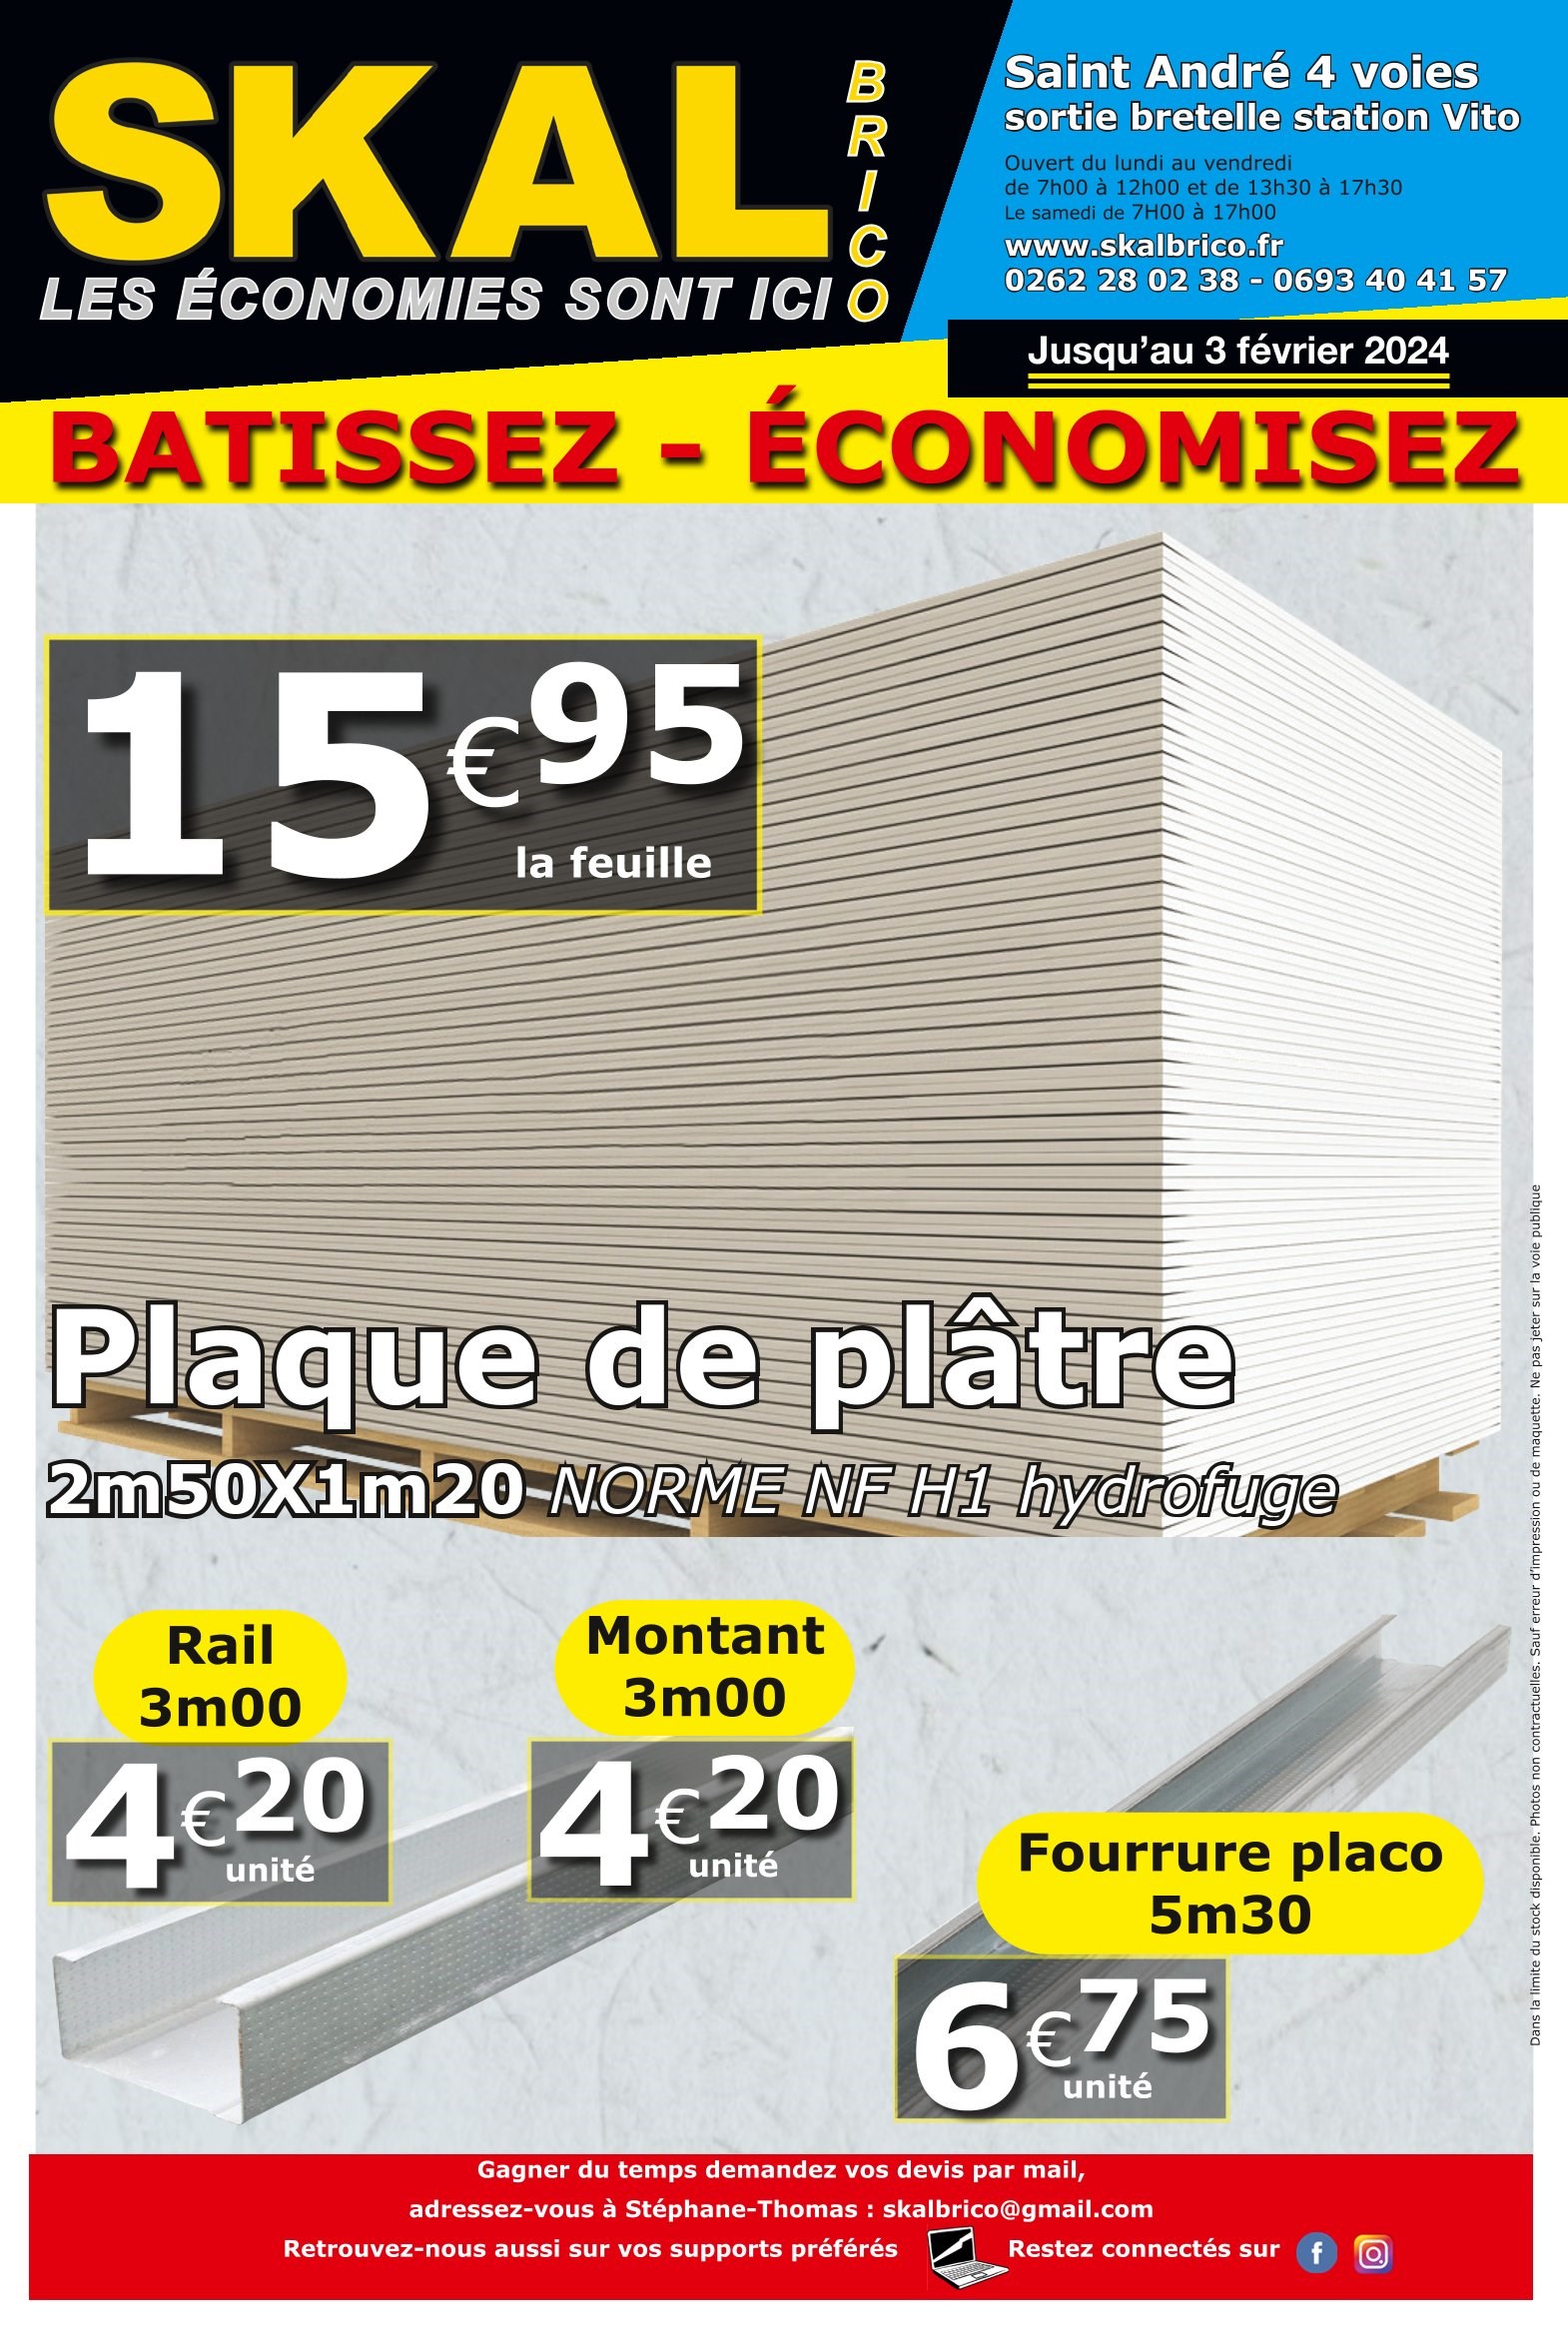 SKAL
BRICO
LES ÉCONOMIES SONT ICI
Saint André 4 voies
sortie bretelle station Vito
Ouvert du lundi au vendredi
de 7h00 à 12h00 et de 13h30 à 17h30
Le samedi de 7H00 à 17h00
www.skalbrico.fr
0262 28 02 38 - 0693 40 41 57
Jusqu'au 3 février 2024
BATISSEZ - ÉCONOMISEZ
15€95
la feuille
Plaque de plâtre
2m50X1m20 NORME NF H1 hydrofuge
Rail
3m00
4€20
unité
Montant
3m00
4€20
unité
Fourrure placo
5m30
6€75
unité
Dans la limite du stock disponible. Photos non contractuelles. Sauf erreur d'impression ou de maquette. Ne pas jeter sur la voie publique
Gagner du temps demandez vos devis par mail,
adressez-vous à Stéphane-Thomas : skalbrico@gmail.com
Retrouvez-nous aussi sur vos supports préférés Restez connectés sur f